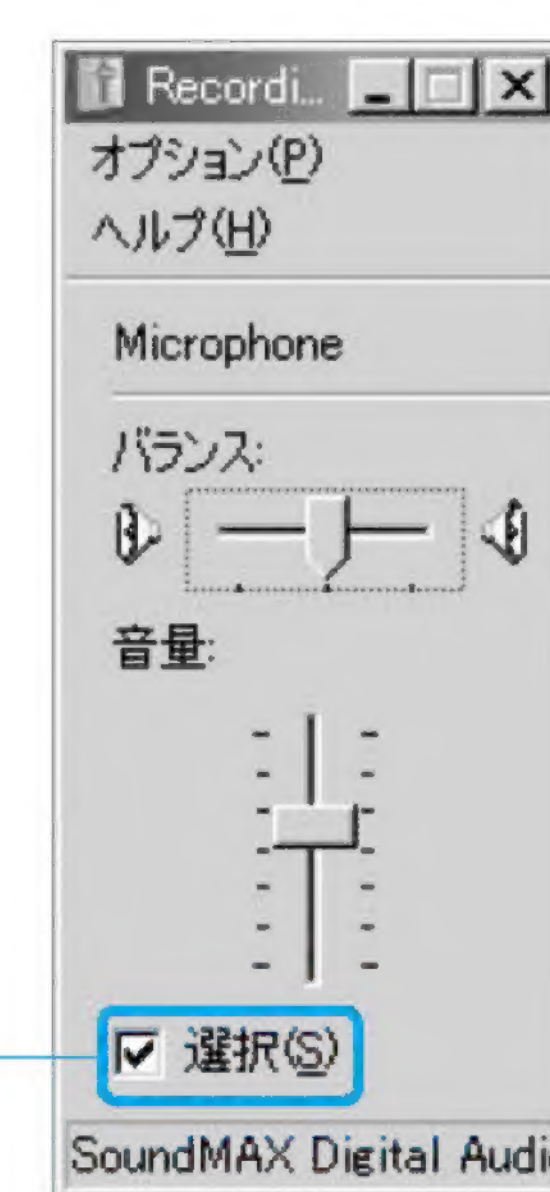 Recordi...
オプション(P)
ヘルプ(H)
Microphone
バランス:
音量:
選択(S)
SoundMAX Digital Audi